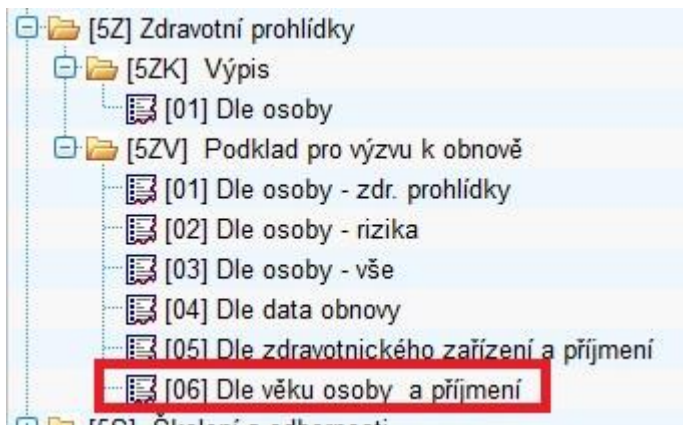 [5Z] Zdravotní prohlídky
[5ZK] Výpis
[01] Dle osoby
[5ZV] Podklad pro výzvu k obnově
[01] Dle osoby - zdr. prohlídky
[02] Dle osoby - rizika
[03] Dle osoby - vše
[04] Dle data obnovy
[05] Dle zdravotnického zařízení a příjmení
[06] Dle věku osoby a příjmení